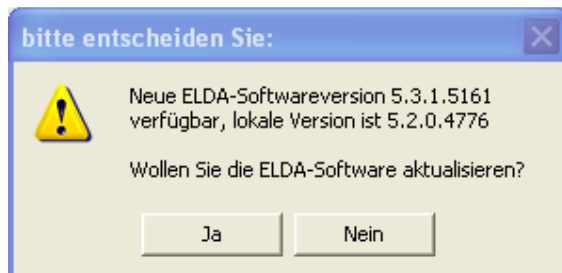 bitte entscheiden Sie:
Neue ELDA-Softwareversion 5.3.1.5161
verfügbar, lokale Version ist 5.2.0.4776
Wollen Sie die ELDA-Software aktualisieren?
Ja
Nein